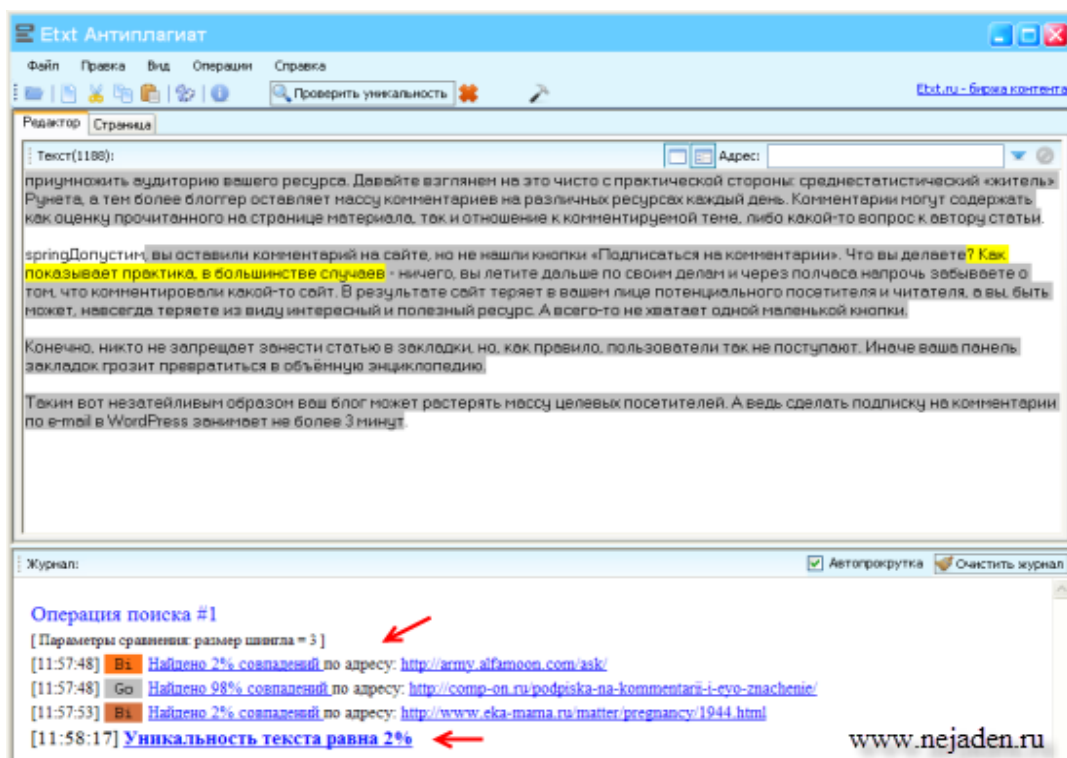 Etxt Антиплагиат
Файл Правка Вид Операции Справка
Проверить уникальность
Etxt.ru - биржа контента
Редактор Страница
Текст(1188): Адрес:
приумножить аудиторию вашего ресурса. Давайте взглянем на это чисто с практической стороны: среднестатистический «житель»
Рунета, а тем более блоггер оставляет массу комментариев на различных ресурсах каждый день. Комментарии могут содержать
как оценку прочитанного на странице материала, так и отношение к комментируемой теме, либо какой-то вопрос к автору статьи.
springДопустим, вы оставили комментарий на сайте, но не нашли кнопки «Подписаться на комментарии». Что вы делаете? Как
показывает практика, в большинстве случаев - ничего, вы летите дальше по своим делам и через полчаса напрочь забываете о
том, что комментировали какой-то сайт. В результате сайт теряет в вашем лице потенциального посетителя и читателя, а вы, быть
может, навсегда теряете из виду интересный и полезный ресурс. А всего-то не хватает одной маленькой кнопки.
Конечно, никто не запрещает занести статью в закладки, но, как правило, пользователи так не поступают. Иначе ваша панель
закладок грозит превратиться в объёмную энциклопедию.
Таким вот незатейливым образом ваш блог может растерять массу целевых посетителей. А ведь сделать подписку на комментарии
по e-mail в WordPress занимает не более 3 минут.
Журнал: Автопрокрутка Очистить журнал
Операция поиска #1
[ Параметры сравнения: размер шингла = 3 ]
[11:57:48] Bi Найдено 2% совпадений по адресу: http://army.alfamoon.com/ask/
[11:57:48] Go Найдено 98% совпадений по адресу: http://comp-on.ru/podpiska-na-kommentarii-i-eyo-znachenie/
[11:57:53] Bi Найдено 2% совпадений по адресу: http://www.eka-mama.ru/matter/pregnancy/1944.html
[11:58:17] Уникальность текста равна 2%
www.nejaden.ru